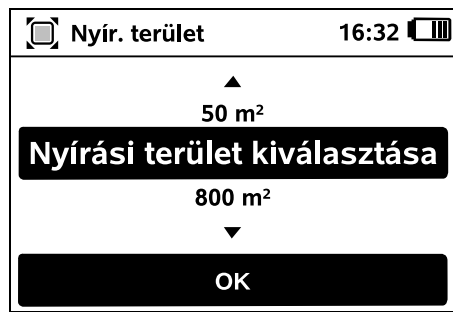 Nyír. terület 16:32
50 m²
Nyírási terület kiválasztása
800 m²
OK